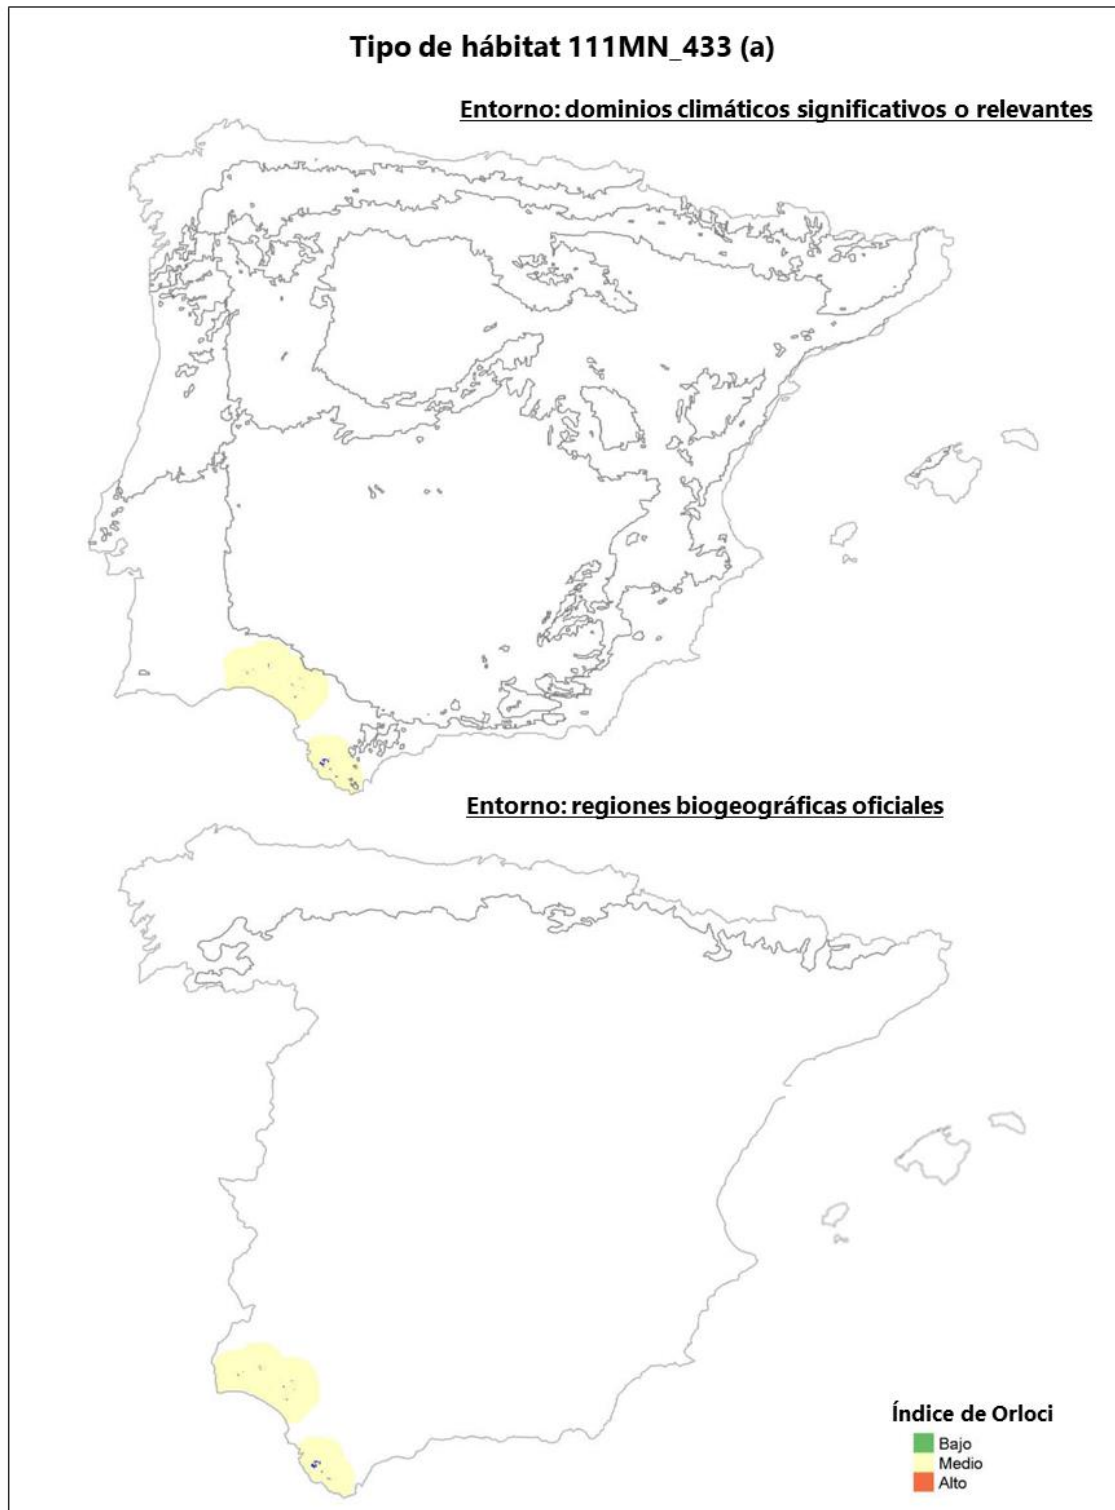 Tipo de hábitat 111MN_433 (a)
Entorno: dominios climáticos significativos o relevantes
Entorno: regiones biogeográficas oficiales
Índice de Orloci
Bajo
Medio
Alto